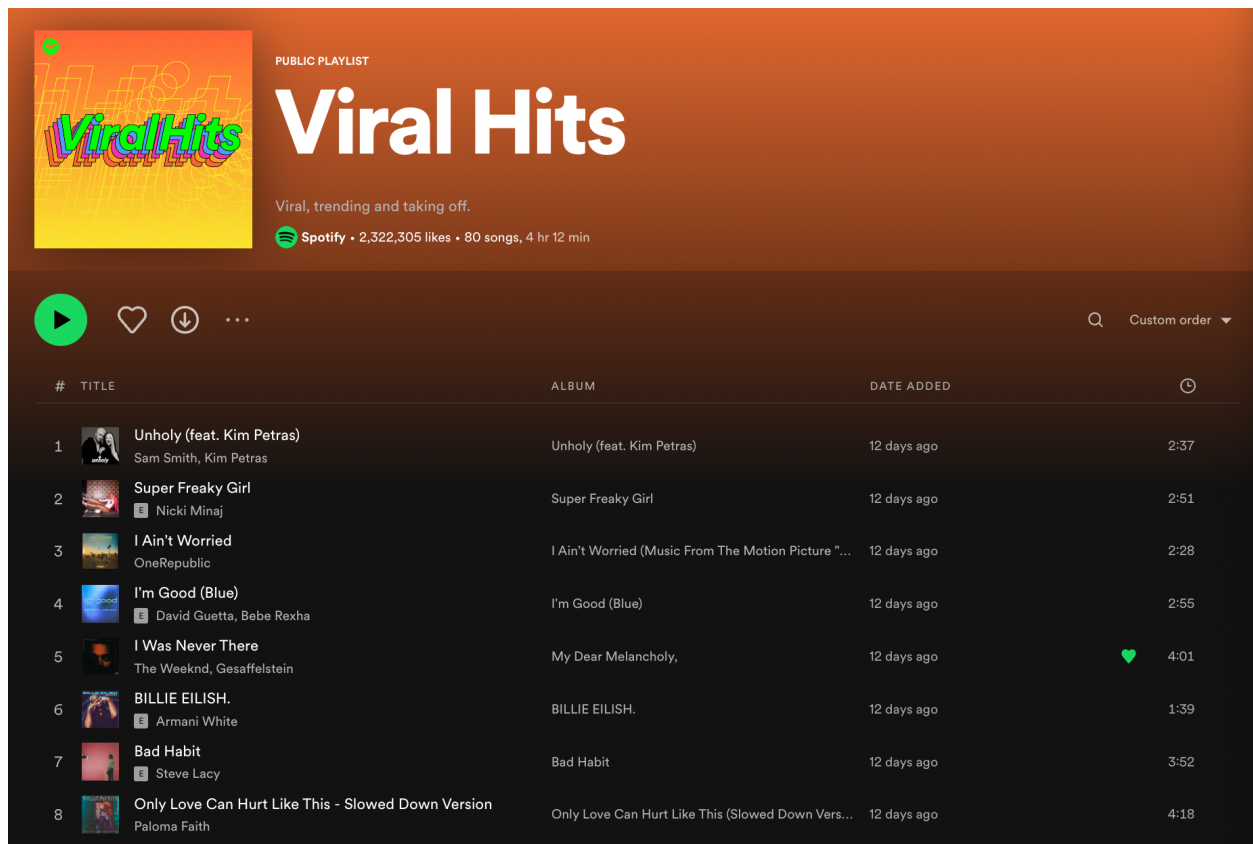 ViralHits
PUBLIC PLAYLIST
Viral Hits
Viral, trending and taking off.
Spotify • 2,322,305 likes • 80 songs, 4 hr 12 min
Custom order
# TITLE ALBUM DATE ADDED
1 Unholy (feat. Kim Petras) Unholy (feat. Kim Petras) 12 days ago 2:37
Sam Smith, Kim Petras
2 Super Freaky Girl Super Freaky Girl 12 days ago 2:51
E Nicki Minaj
3 I Ain't Worried I Ain’t Worried (Music From The Motion Picture "... 12 days ago 2:28
OneRepublic
4 I'm Good (Blue) I'm Good (Blue) 12 days ago 2:55
E David Guetta, Bebe Rexha
5 I Was Never There My Dear Melancholy, 12 days ago 4:01
The Weeknd, Gesaffelstein
6 BILLIE EILISH. BILLIE EILISH. 12 days ago 1:39
E Armani White
7 Bad Habit Bad Habit 12 days ago 3:52
E Steve Lacy
8 Only Love Can Hurt Like This - Slowed Down Version Only Love Can Hurt Like This (Slowed Down Vers... 12 days ago 4:18
Paloma Faith